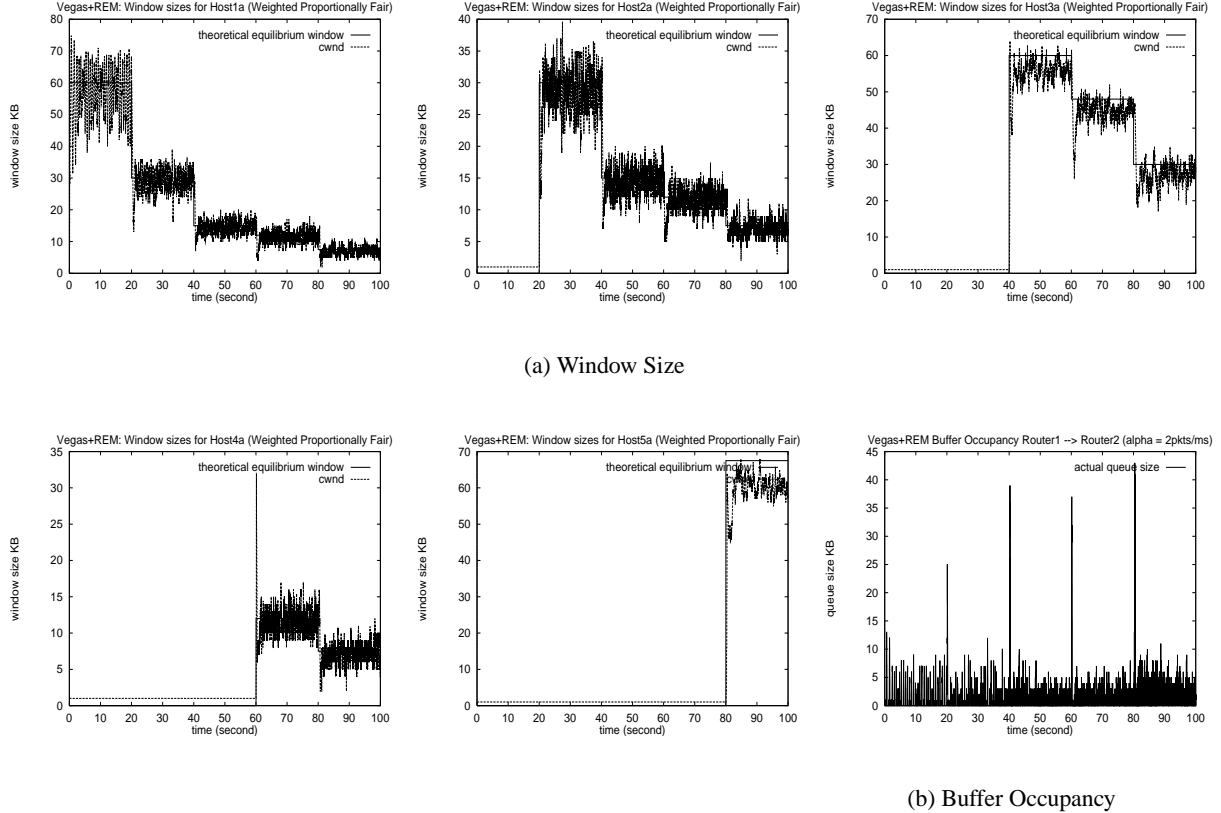 Vegas+REM: Window sizes for Host1a (Weighted Proportionally Fair)
theoretical equilibrium window
cwnd
80
70
60
50
40
30
20
10
0
window size KB
0 10 20 30 40 50 60 70 80 90 100
time (second)
Vegas+REM: Window sizes for Host2a (Weighted Proportionally Fair)
theoretical equilibrium window
cwnd
40
35
30
25
20
15
10
5
0
window size KB
0 10 20 30 40 50 60 70 80 90 100
time (second)
Vegas+REM: Window sizes for Host3a (Weighted Proportionally Fair)
theoretical equilibrium window
cwnd
70
60
50
40
30
20
10
0
window size KB
0 10 20 30 40 50 60 70 80 90 100
time (second)
(a) Window Size
Vegas+REM: Window sizes for Host4a (Weighted Proportionally Fair)
theoretical equilibrium window
cwnd
35
30
25
20
15
10
5
0
window size KB
0 10 20 30 40 50 60 70 80 90 100
time (second)
Vegas+REM: Window sizes for Host5a (Weighted Proportionally Fair)
theoretical equilibrium window
cwnd
70
60
50
40
30
20
10
0
window size KB
0 10 20 30 40 50 60 70 80 90 100
time (second)
Vegas+REM Buffer Occupancy Router1 --> Router2 (alpha = 2pkts/ms)
actual queue size
45
40
35
30
25
20
15
10
5
0
queue size KB
0 10 20 30 40 50 60 70 80 90 100
time (second)
(b) Buffer Occupancy